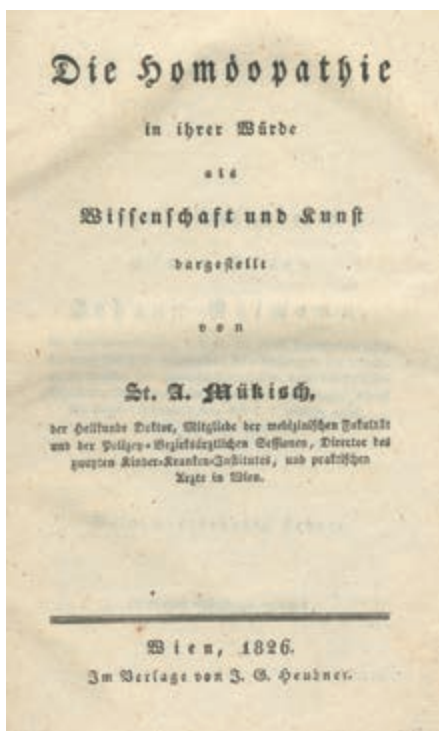 Die Homöopathie
in ihrer Würde
als
Wissenschaft und Kunst
dargestellt
von
St. A. Mükisch,
der Heilkunde Doktor, Mitgliede der medizinischen Fakultät
und der Polizey-Bezirksärztlichen Sessionen, Director des
zweyten Kinder-Kranken-Institutes, und praktischen
Arzte in Wien.
Wien, 1826.
Im Verlage von J. G. Heubner.